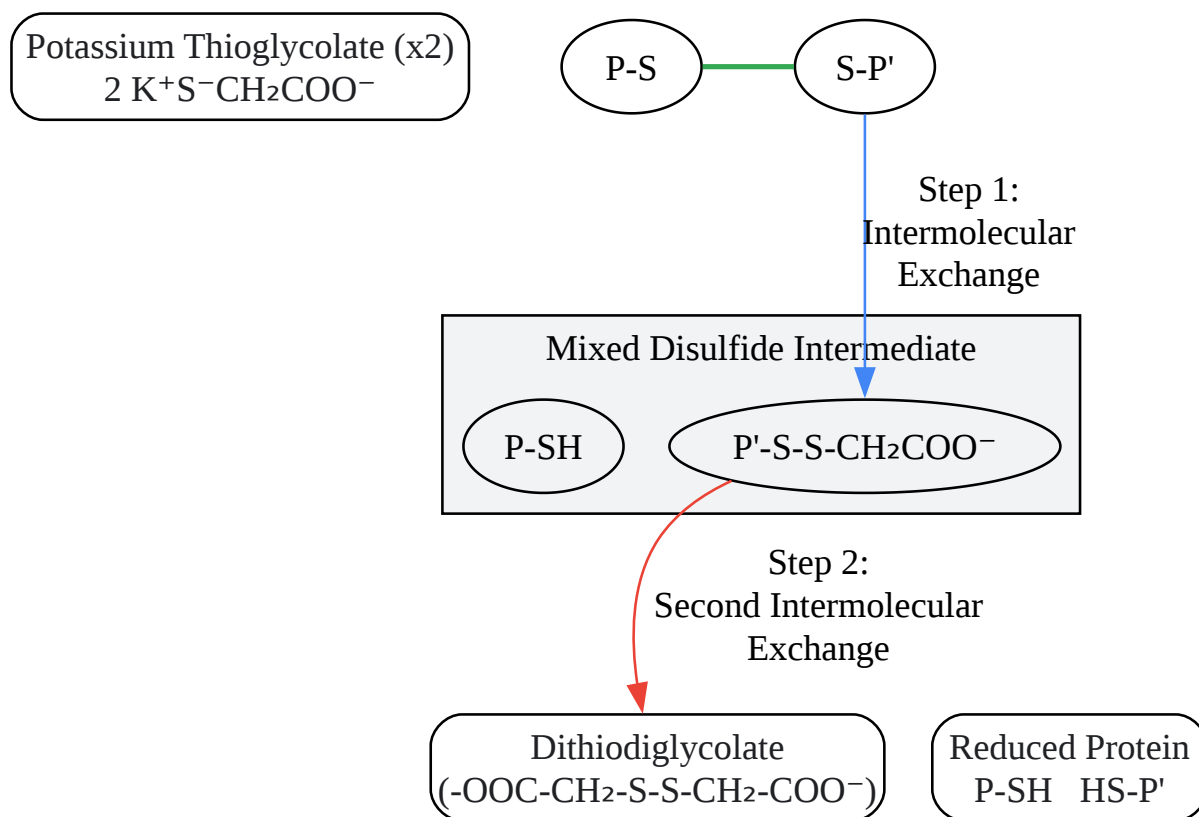 Potassium Thioglycolate (x2)
2 K⁺S⁻CH₂COO⁻
P-S
S-P'
Step 1:
Intermolecular
Exchange
Mixed Disulfide Intermediate
P-SH
P'-S-S-CH₂COO⁻
Step 2:
Second Intermolecular
Exchange
Dithiodiglycolate
(-OOC-CH₂-S-S-CH₂-COO⁻)
Reduced Protein
P-SH   HS-P'